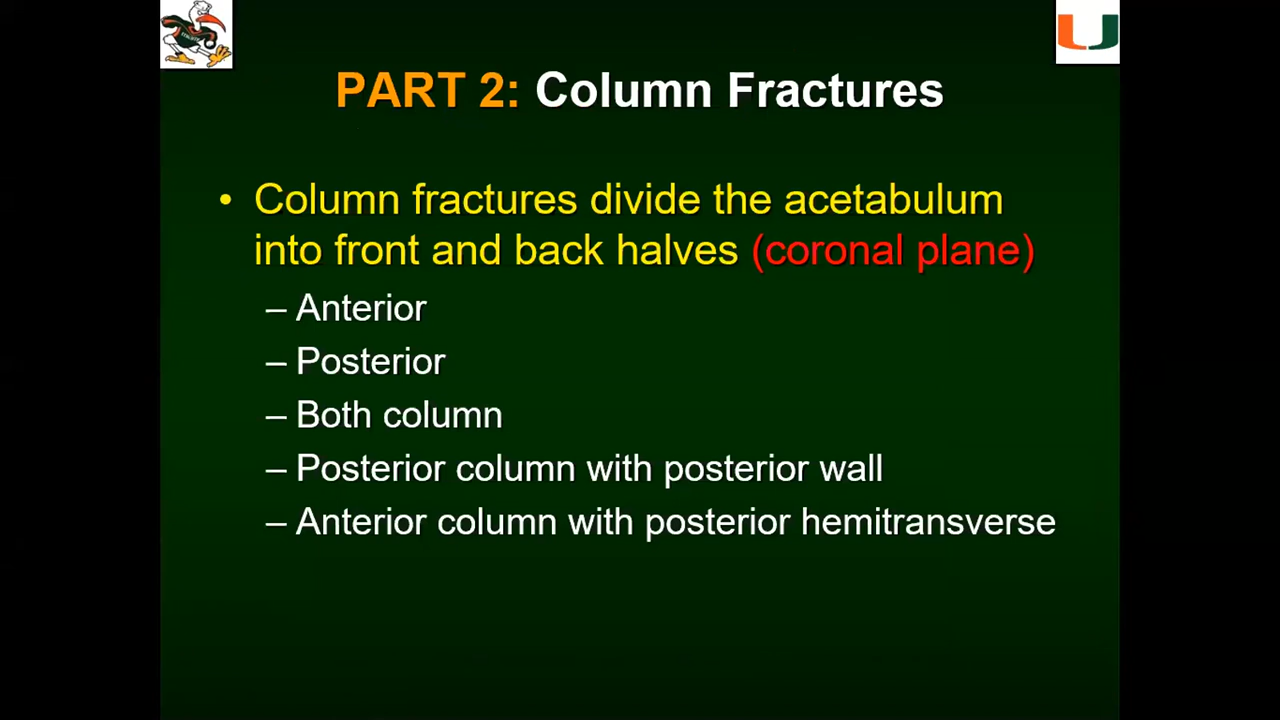 PART 2: Column Fractures
• Column fractures divide the acetabulum
into front and back halves (coronal plane)
– Anterior
– Posterior
– Both column
– Posterior column with posterior wall
– Anterior column with posterior hemitransverse